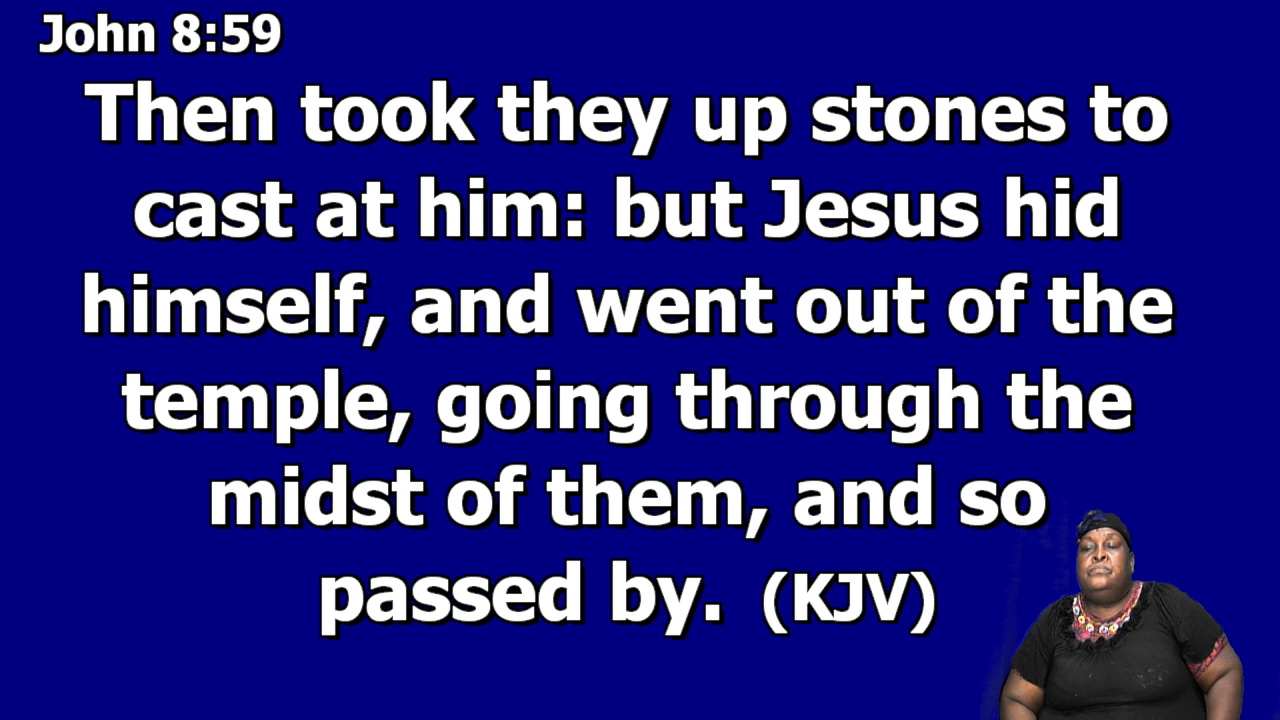 John 8:59
Then took they up stones to
cast at him: but Jesus hid
himself, and went out of the
temple, going through the
midst of them, and so
passed by. (KJV)